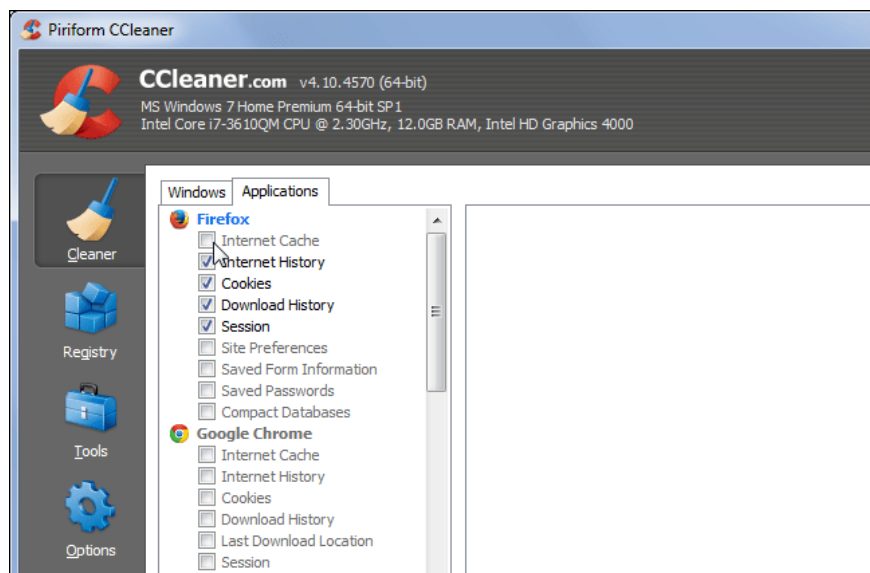 Piriform CCleaner
CCleaner.com v4.10.4570 (64-bit)
MS Windows 7 Home Premium 64-bit SP1
Intel Core i7-3610QM CPU @ 2.30GHz, 12.0GB RAM, Intel HD Graphics 4000
Cleaner
Registry
Tools
Options
Windows Applications
Firefox
Internet Cache
Internet History
Cookies
Download History
Session
Site Preferences
Saved Form Information
Saved Passwords
Compact Databases
Google Chrome
Internet Cache
Internet History
Cookies
Download History
Last Download Location
Session